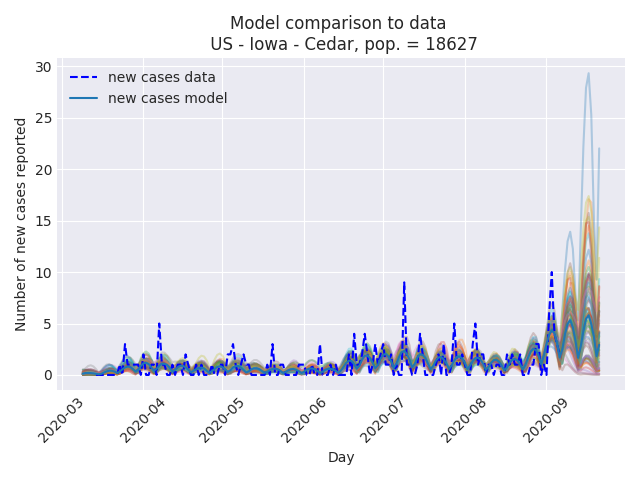 Model comparison to data
US - Iowa - Cedar, pop. = 18627
new cases data
new cases model
Number of new cases reported
30
25
20
15
10
5
0
2020-03
2020-04
2020-05
2020-06
2020-07
2020-08
2020-09
Day